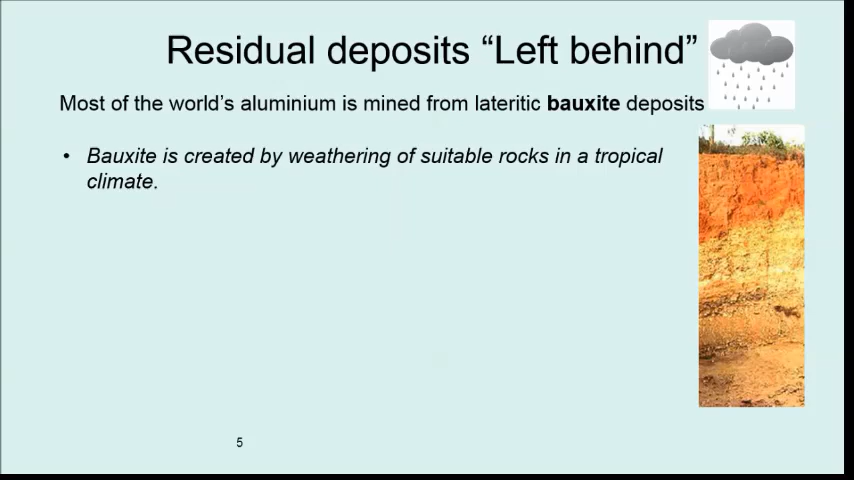 Residual deposits “Left behind”
Most of the world’s aluminium is mined from lateritic bauxite deposits
• Bauxite is created by weathering of suitable rocks in a tropical
climate.
5